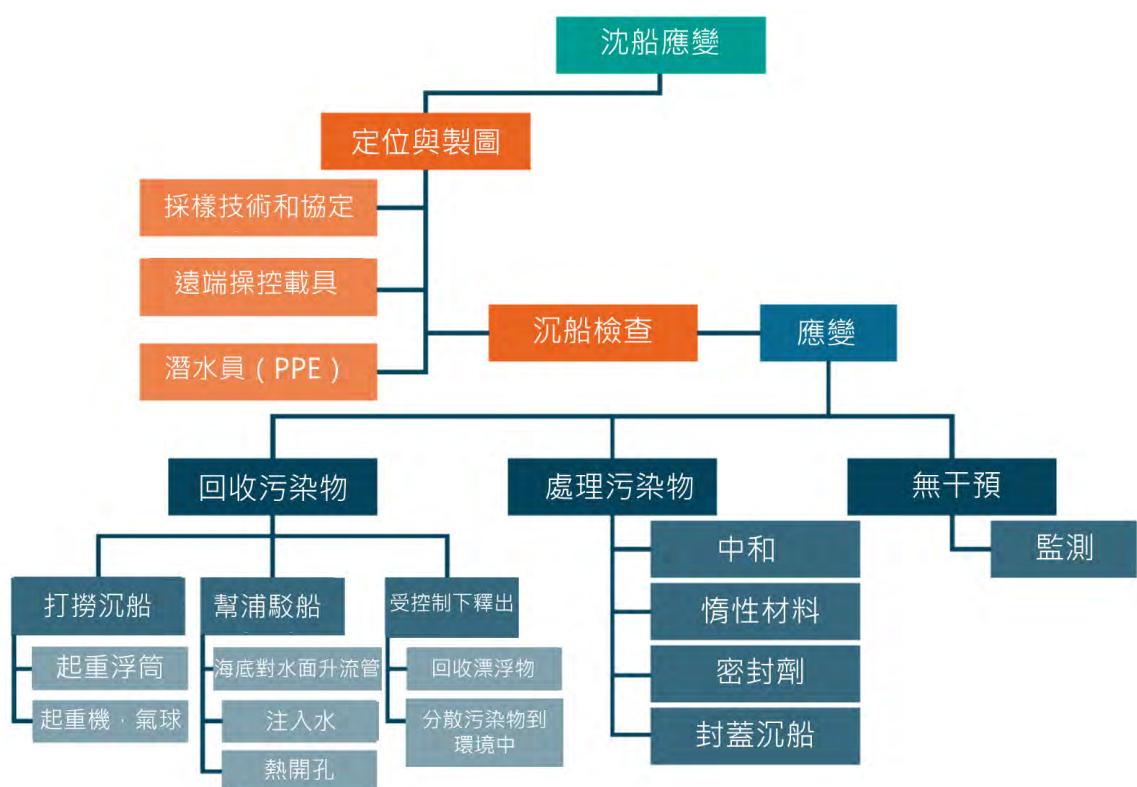 沈船應變
定位與製圖
採樣技術和協定
遠端操控載具
潛水員（PPE）
沉船檢查
應變
回收污染物
處理污染物
無干預
打撈沉船
起重浮筒
起重機，氣球
幫浦駁船
海底對水面升流管
注入水
熱開孔
受控制下釋出
回收漂浮物
分散污染物到
環境中
中和
惰性材料
密封劑
封蓋沉船
監測